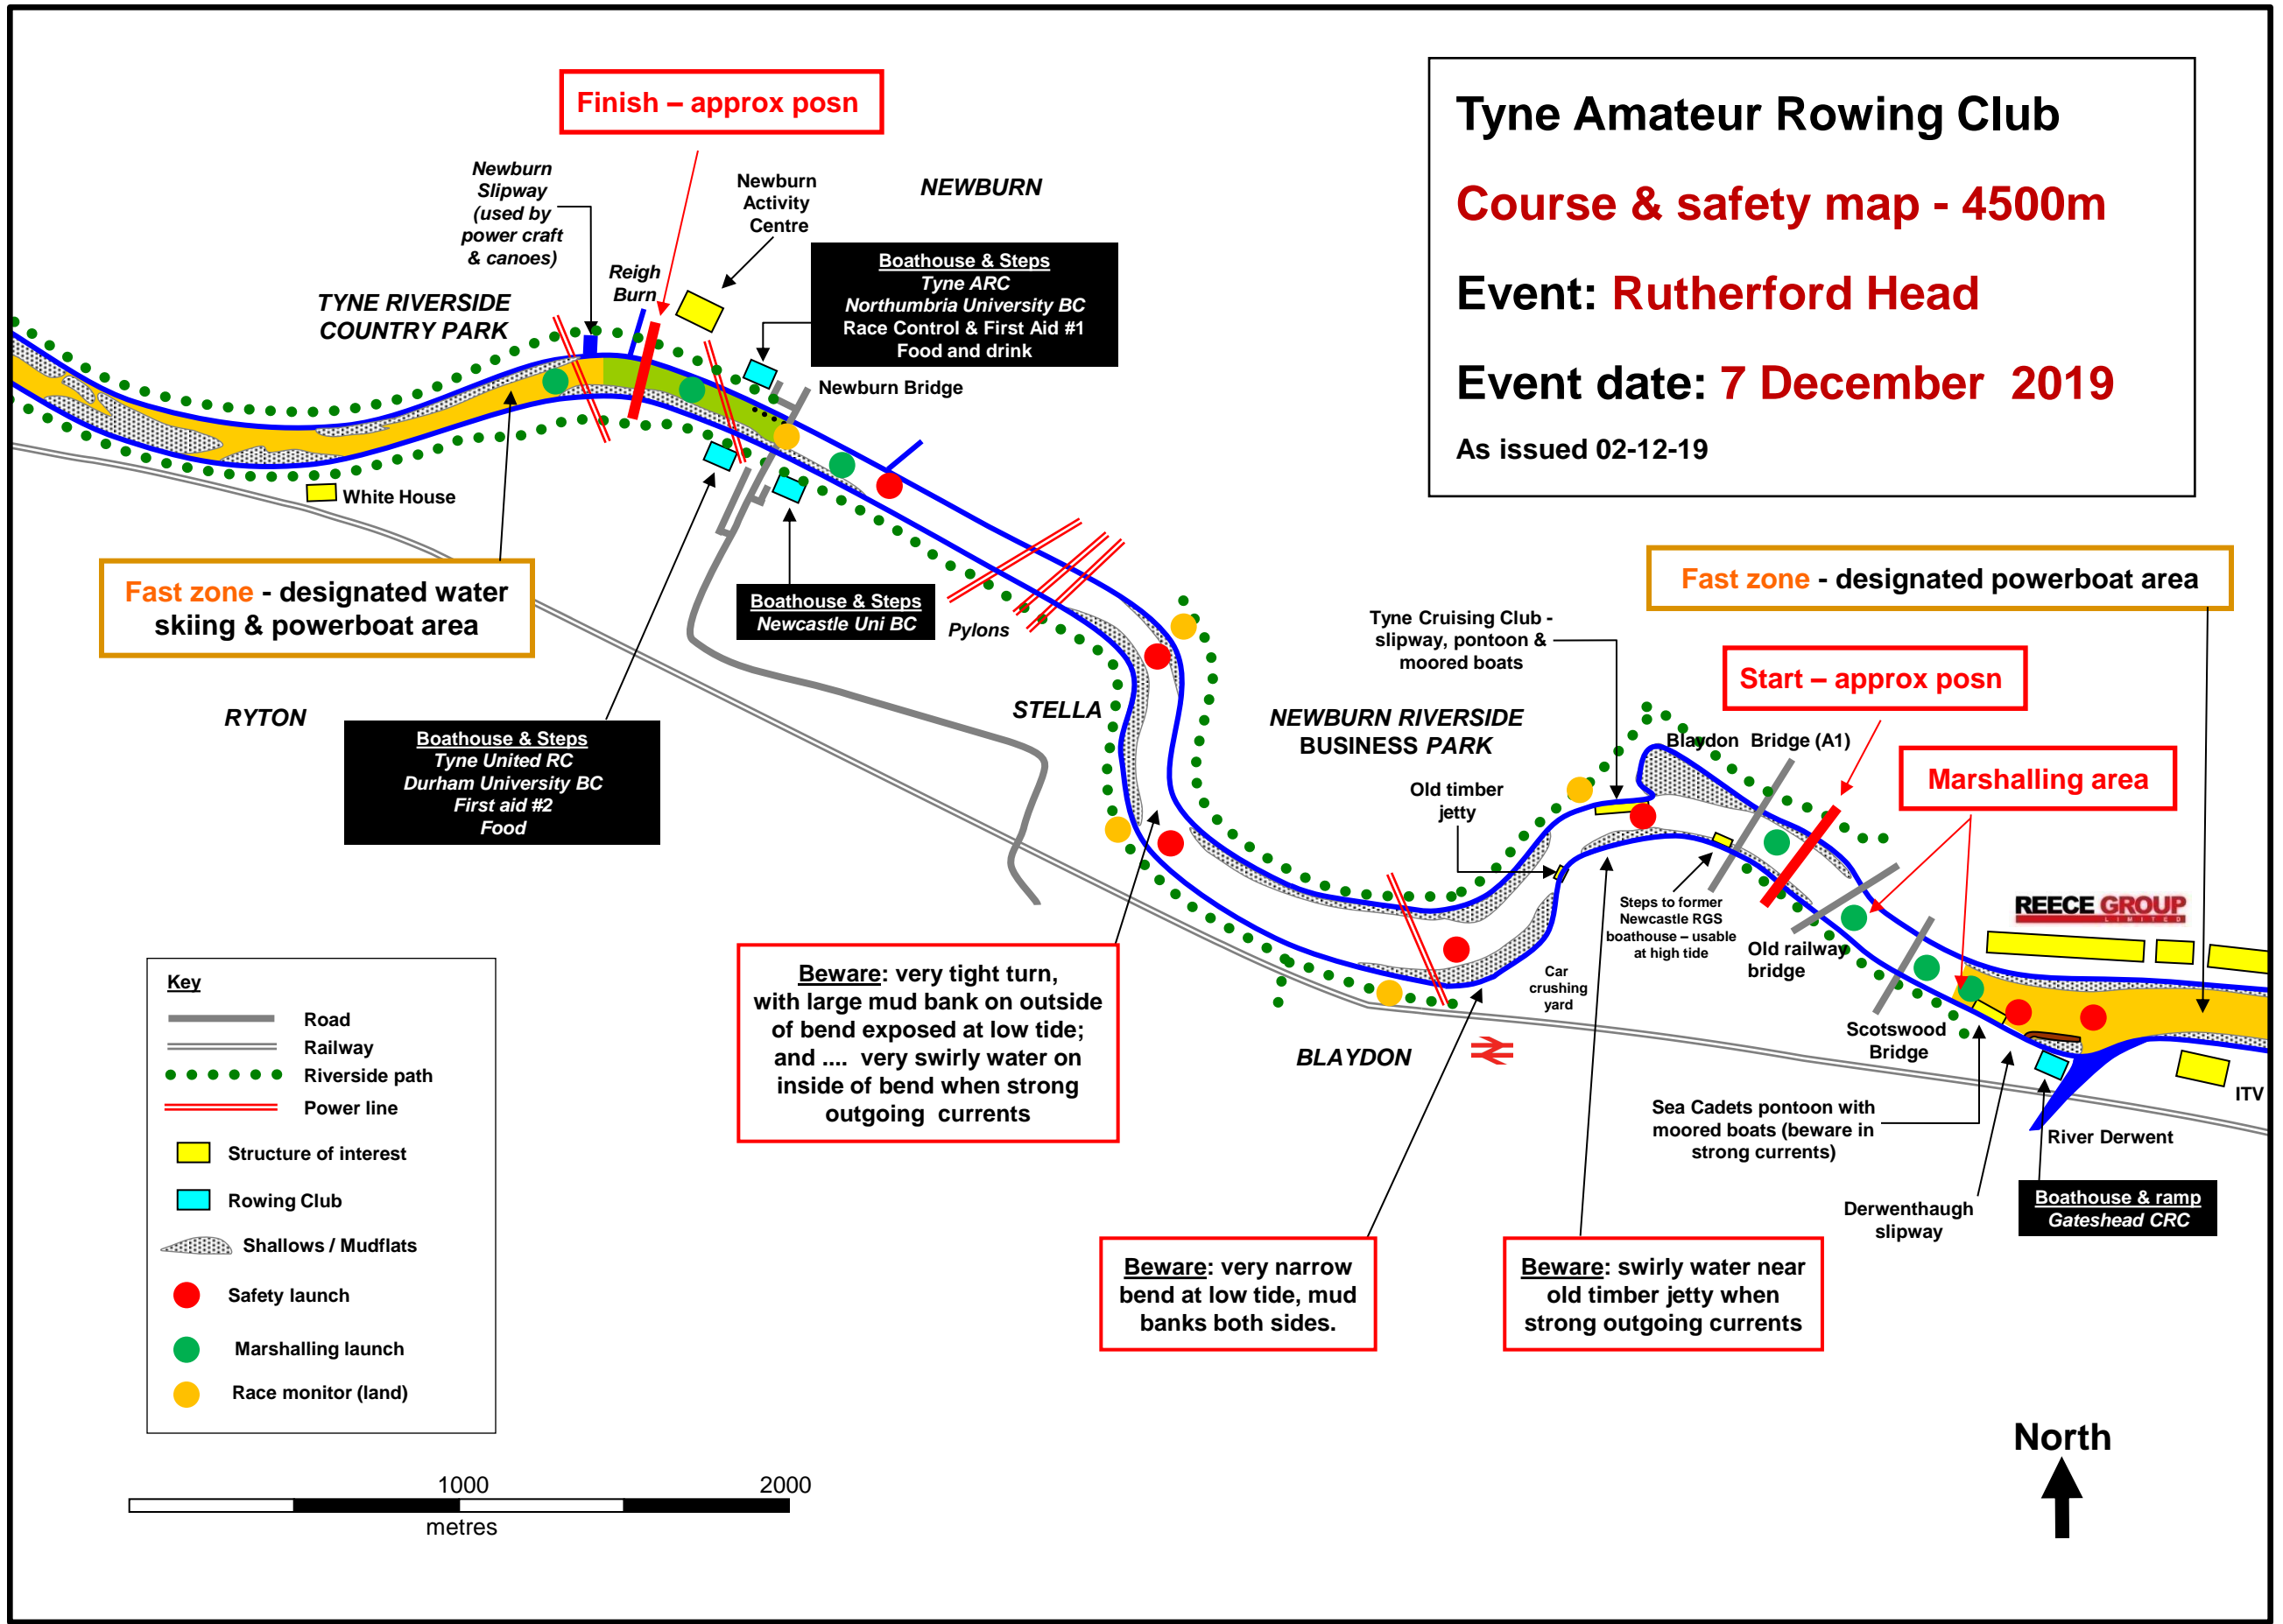 Tyne Amateur Rowing Club
Course & safety map - 4500m
Event: Rutherford Head
Event date: 7 December 2019
As issued 02-12-19
Finish – approx posn
Newburn
Slipway
(used by
power craft
& canoes)
Reigh
Burn
Newburn
Activity
Centre
NEWBURN
TYNE RIVERSIDE
COUNTRY PARK
Boathouse & Steps
Tyne ARC
Northumbria University BC
Race Control & First Aid #1
Food and drink
Newburn Bridge
White House
Fast zone - designated water
skiing & powerboat area
Boathouse & Steps
Newcastle Uni BC
Pylons
RYTON
Boathouse & Steps
Tyne United RC
Durham University BC
First aid #2
Food
STELLA
Tyne Cruising Club -
slipway, pontoon &
moored boats
NEWBURN RIVERSIDE
BUSINESS PARK
Old timber
jetty
Fast zone - designated powerboat area
Start – approx posn
Blaydon Bridge (A1)
Marshalling area
Steps to former
Newcastle RGS
boathouse – usable
at high tide
Old railway
bridge
REECE GROUP
LIMITED
Car
crushing
yard
Scotswood
Bridge
BLAYDON
ITV
Sea Cadets pontoon with
moored boats (beware in
strong currents)
River Derwent
Derwenthaugh
slipway
Boathouse & ramp
Gateshead CRC
Beware: very tight turn,
with large mud bank on outside
of bend exposed at low tide;
and .... very swirly water on
inside of bend when strong
outgoing currents
Beware: very narrow
bend at low tide, mud
banks both sides.
Beware: swirly water near
old timber jetty when
strong outgoing currents
Key
Road
Railway
Riverside path
Power line
Structure of interest
Rowing Club
Shallows / Mudflats
Safety launch
Marshalling launch
Race monitor (land)
1000 2000
metres
North